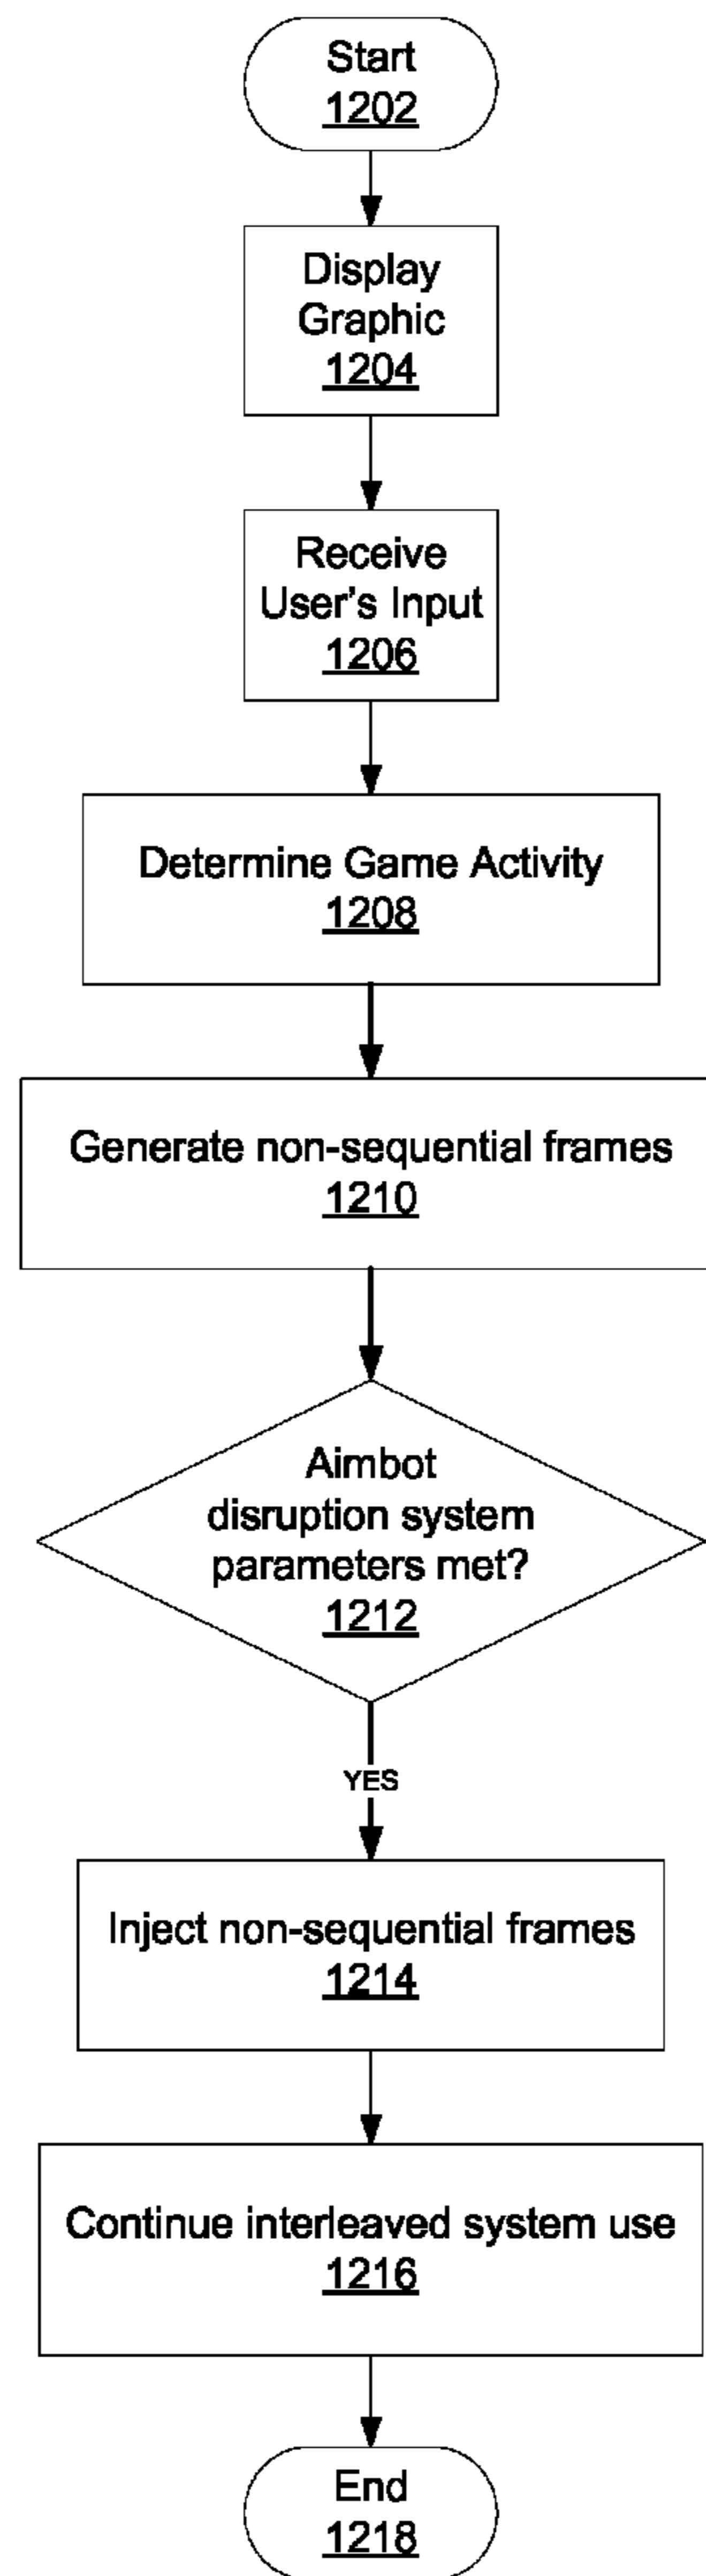 Start
1202
Display
Graphic
1204
Receive
User's Input
1206
Determine Game Activity
1208
Generate non-sequential frames
1210
Aimbot
disruption system
parameters met?
1212
YES
Inject non-sequential frames
1214
Continue interleaved system use
1216
End
1218